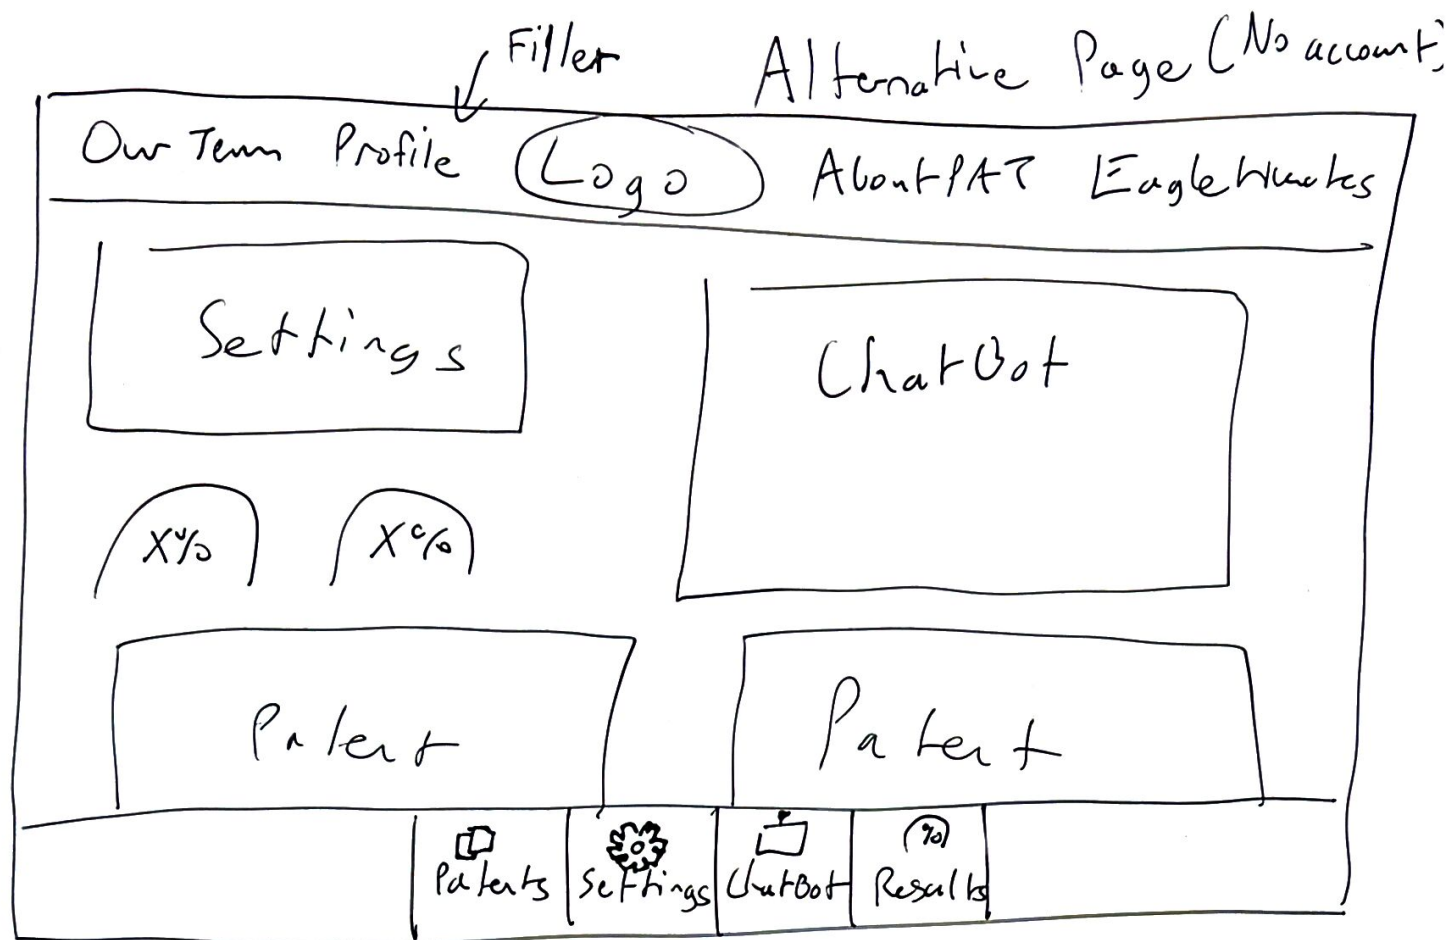 Filler
Alternative Page (No account)
Our Team Profile Logo About PAT
Settings
ChatBot
X%
X%
Patent
Patent
%
Patents Settings ChatBot Results